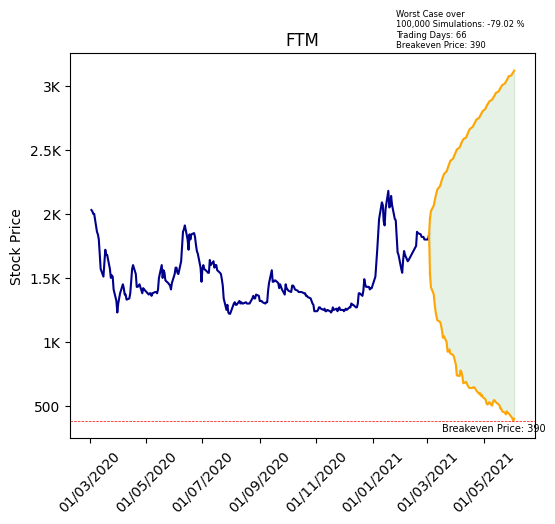 Worst Case over
100,000 Simulations: -79.02 %
Trading Days: 66
Breakeven Price: 390
FTM
Stock Price
3K
2.5K
2K
1.5K
1K
500
Breakeven Price: 390
01/03/2020
01/05/2020
01/07/2020
01/09/2020
01/11/2020
01/01/2021
01/03/2021
01/05/2021